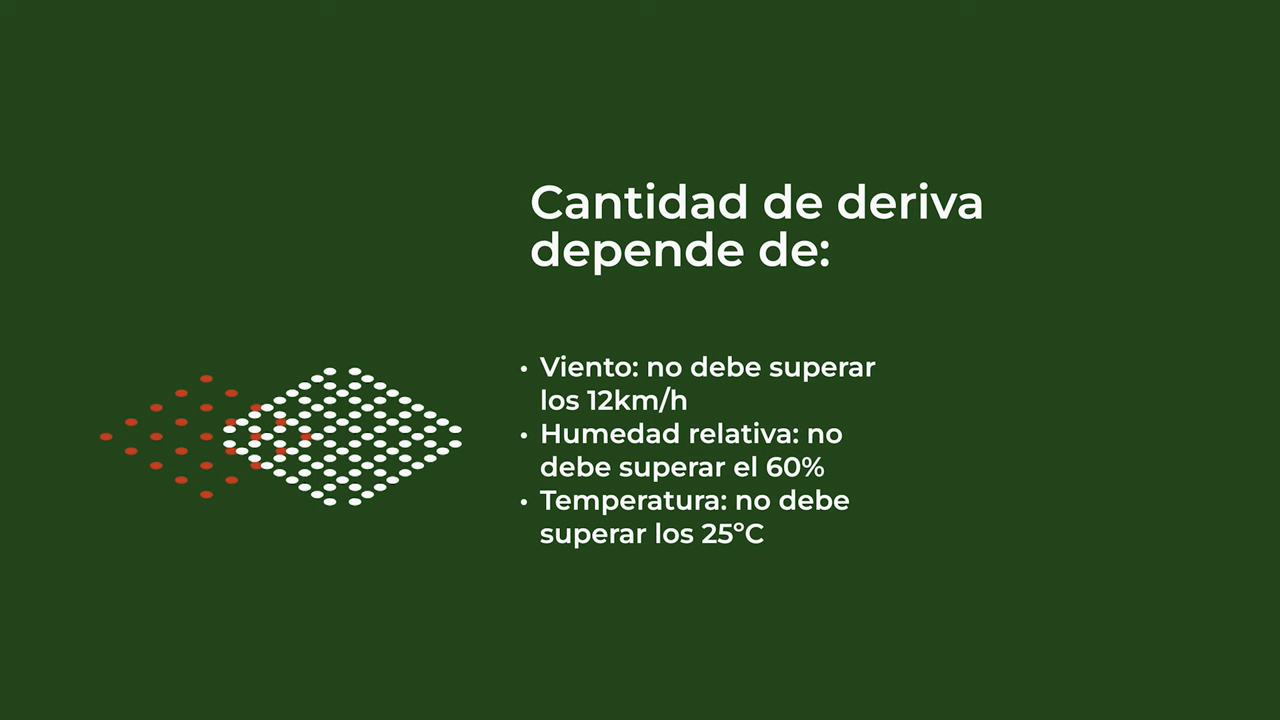 Cantidad de deriva
depende de:
• Viento: no debe superar
los 12km/h
• Humedad relativa: no
debe superar el 60%
• Temperatura: no debe
superar los 25ºC